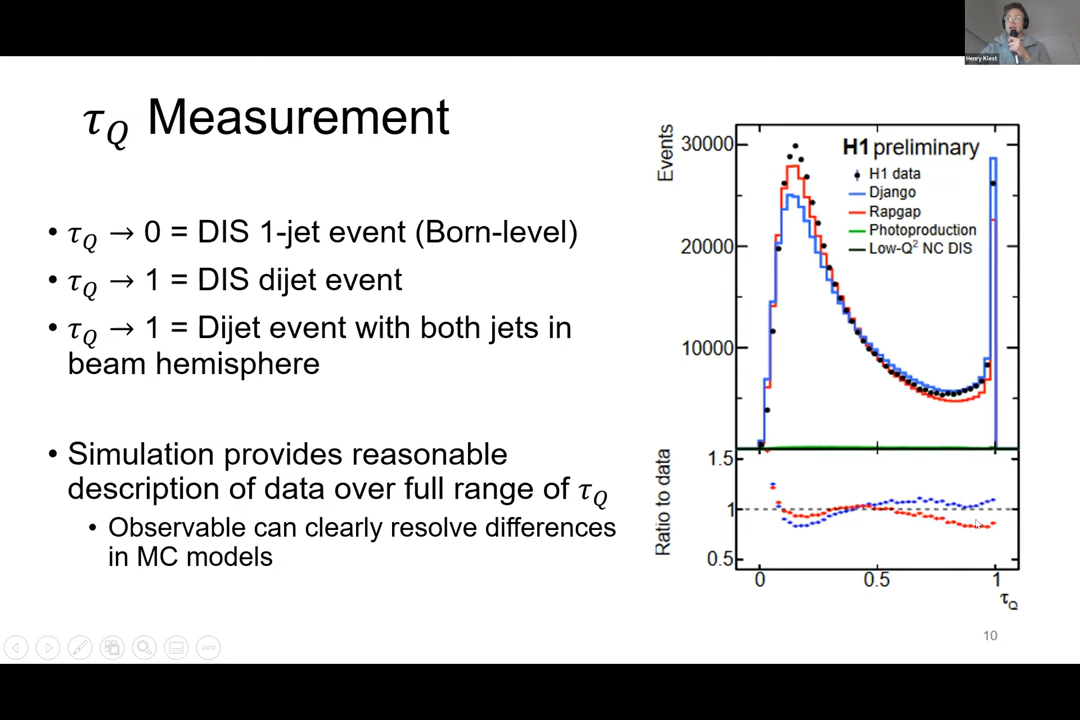 Henry Klest
τ_Q Measurement
• τ_Q → 0 = DIS 1-jet event (Born-level)
• τ_Q → 1 = DIS dijet event
• τ_Q → 1 = Dijet event with both jets in
beam hemisphere
• Simulation provides reasonable
description of data over full range of τ_Q
• Observable can clearly resolve differences
in MC models
Events
30000
20000
10000
H1 preliminary
H1 data
Django
Rapgap
Photoproduction
Low-Q² NC DIS
Ratio to data
1.5
1
0.5
0
0.5
1
τ_Q
10